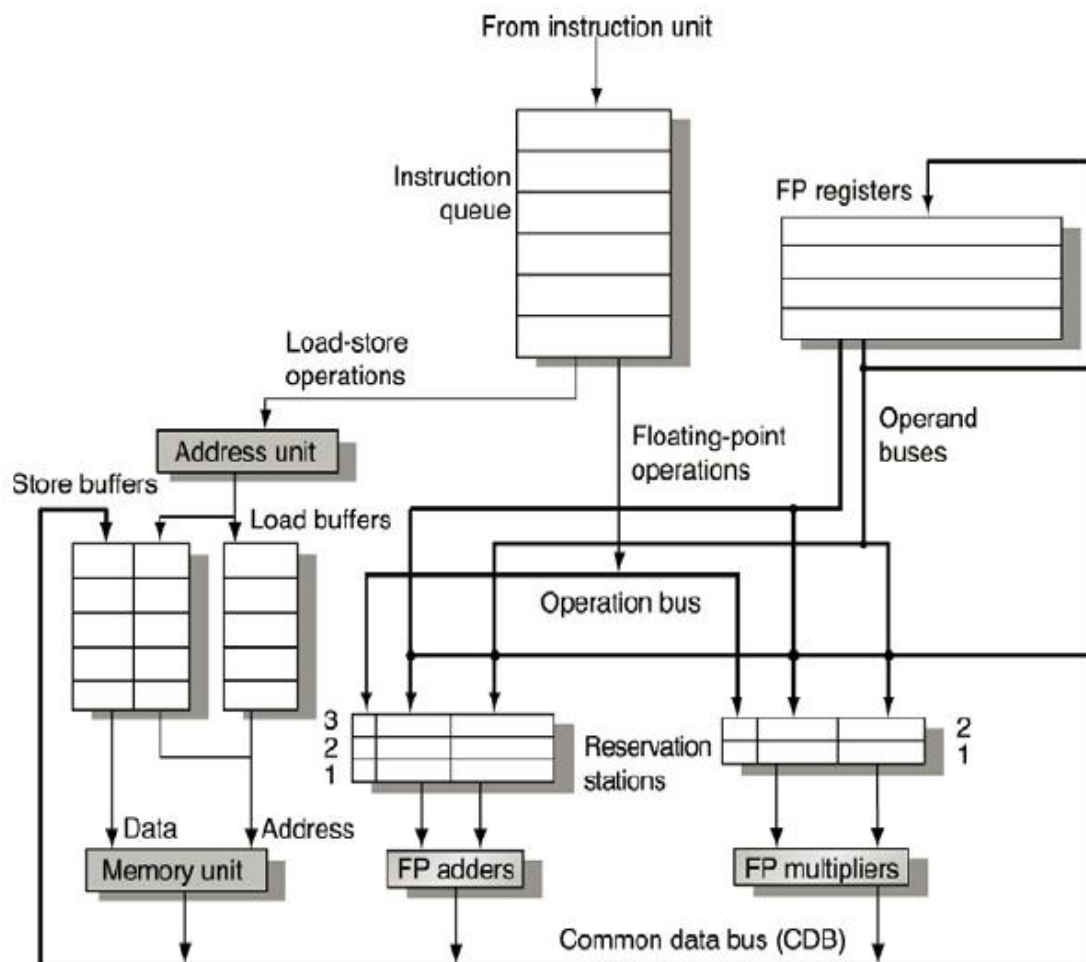 From instruction unit
Instruction
queue
FP registers
Load-store
operations
Address unit
Floating-point
operations
Operand
buses
Store buffers
Load buffers
Operation bus
3
2
1
Reservation
stations
2
1
Data
Address
Memory unit
FP adders
FP multipliers
Common data bus (CDB)